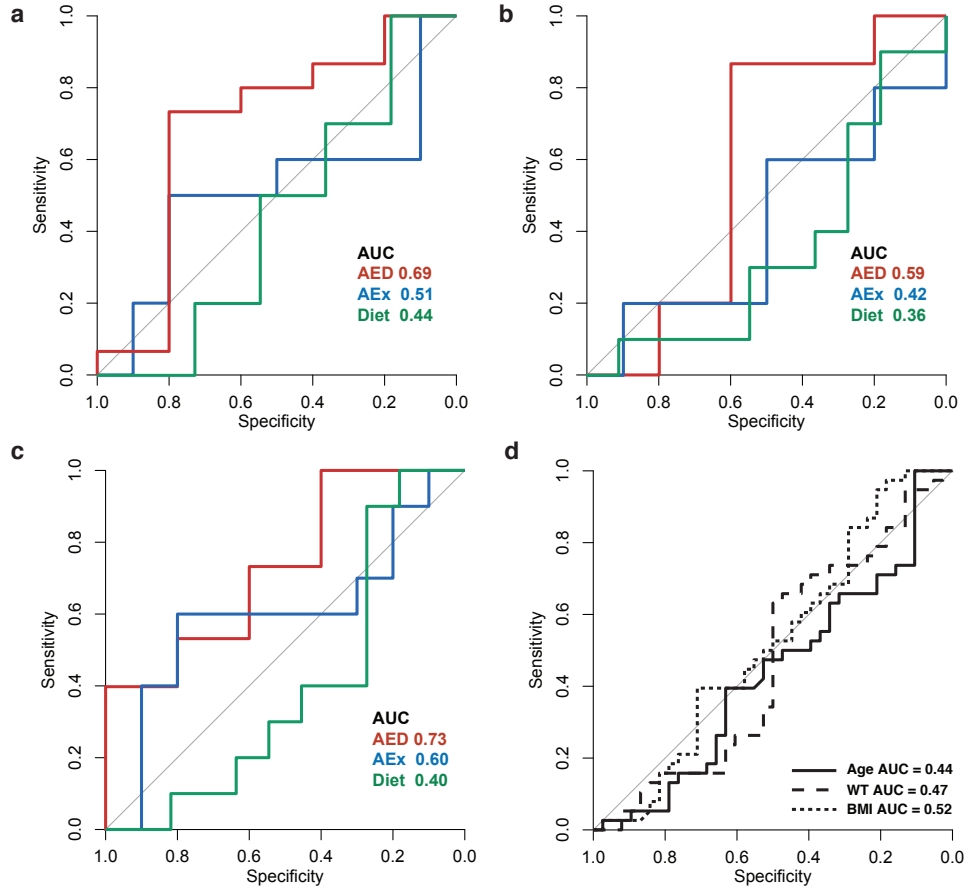 a
1.0
0.8
0.6
0.4
0.2
0.0
Sensitivity
AUC
AED 0.69
AEx 0.51
Diet 0.44
1.0 0.8 0.6 0.4 0.2 0.0
Specificity
b
1.0
0.8
0.6
0.4
0.2
0.0
Sensitivity
AUC
AED 0.59
AEx 0.42
Diet 0.36
1.0 0.8 0.6 0.4 0.2 0.0
Specificity
c
1.0
0.8
0.6
0.4
0.2
0.0
Sensitivity
AUC
AED 0.73
AEx 0.60
Diet 0.40
1.0 0.8 0.6 0.4 0.2 0.0
Specificity
d
1.0
0.8
0.6
0.4
0.2
0.0
Sensitivity
Age AUC = 0.44
WT AUC = 0.47
BMI AUC = 0.52
1.0 0.8 0.6 0.4 0.2 0.0
Specificity